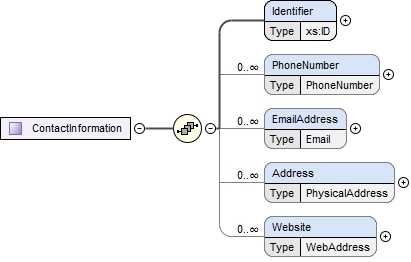 Identifier
Type xs:ID
0..∞ PhoneNumber
Type PhoneNumber
0..∞ EmailAddress
Type Email
ContactInformation
0..∞ Address
Type PhysicalAddress
0..∞ Website
Type WebAddress